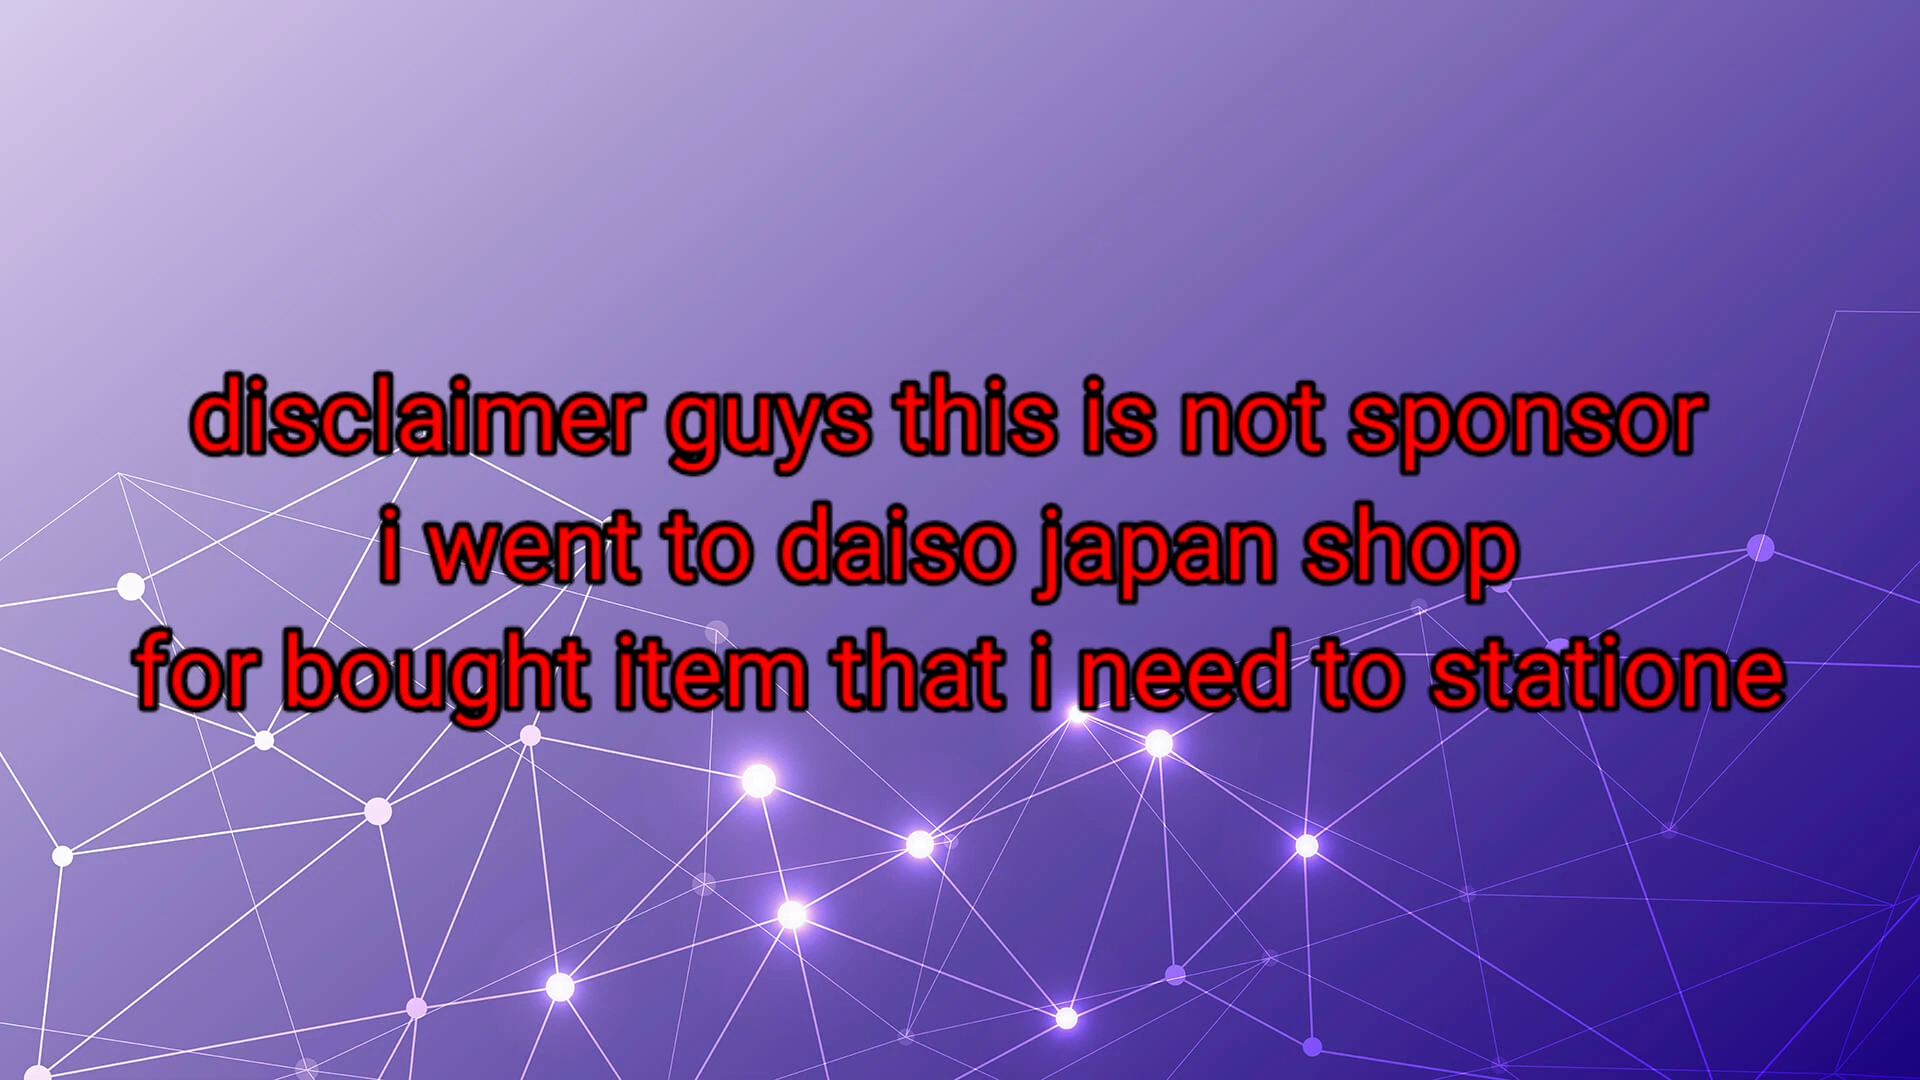 disclaimer guys this is not sponsor
i went to daiso japan shop
for bought item that i need to statione